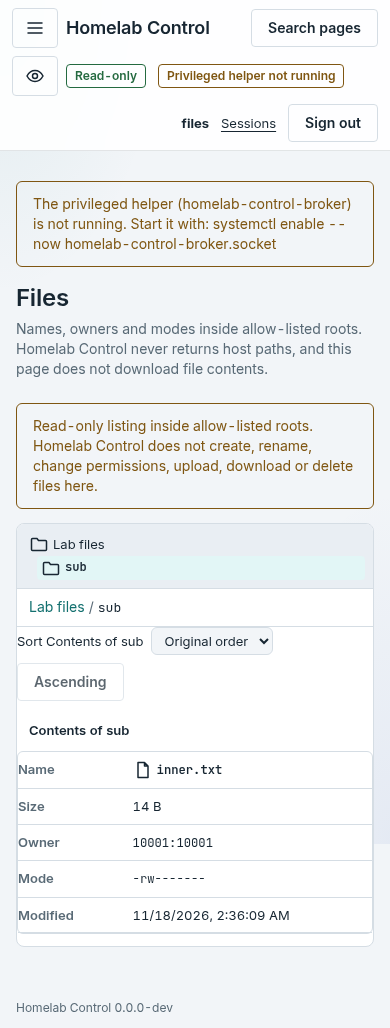 Homelab Control
Search pages
Read-only
Privileged helper not running
files
Sessions
Sign out
The privileged helper (homelab-control-broker)
is not running. Start it with: systemctl enable --
now homelab-control-broker.socket
Files
Names, owners and modes inside allow-listed roots.
Homelab Control never returns host paths, and this
page does not download file contents.
Read-only listing inside allow-listed roots.
Homelab Control does not create, rename,
change permissions, upload, download or delete
files here.
Lab files
sub
Lab files / sub
Sort Contents of sub Original order
Ascending
Contents of sub
Name inner.txt
Size 14 B
Owner 10001:10001
Mode -rw-------
Modified 11/18/2026, 2:36:09 AM
Homelab Control 0.0.0-dev